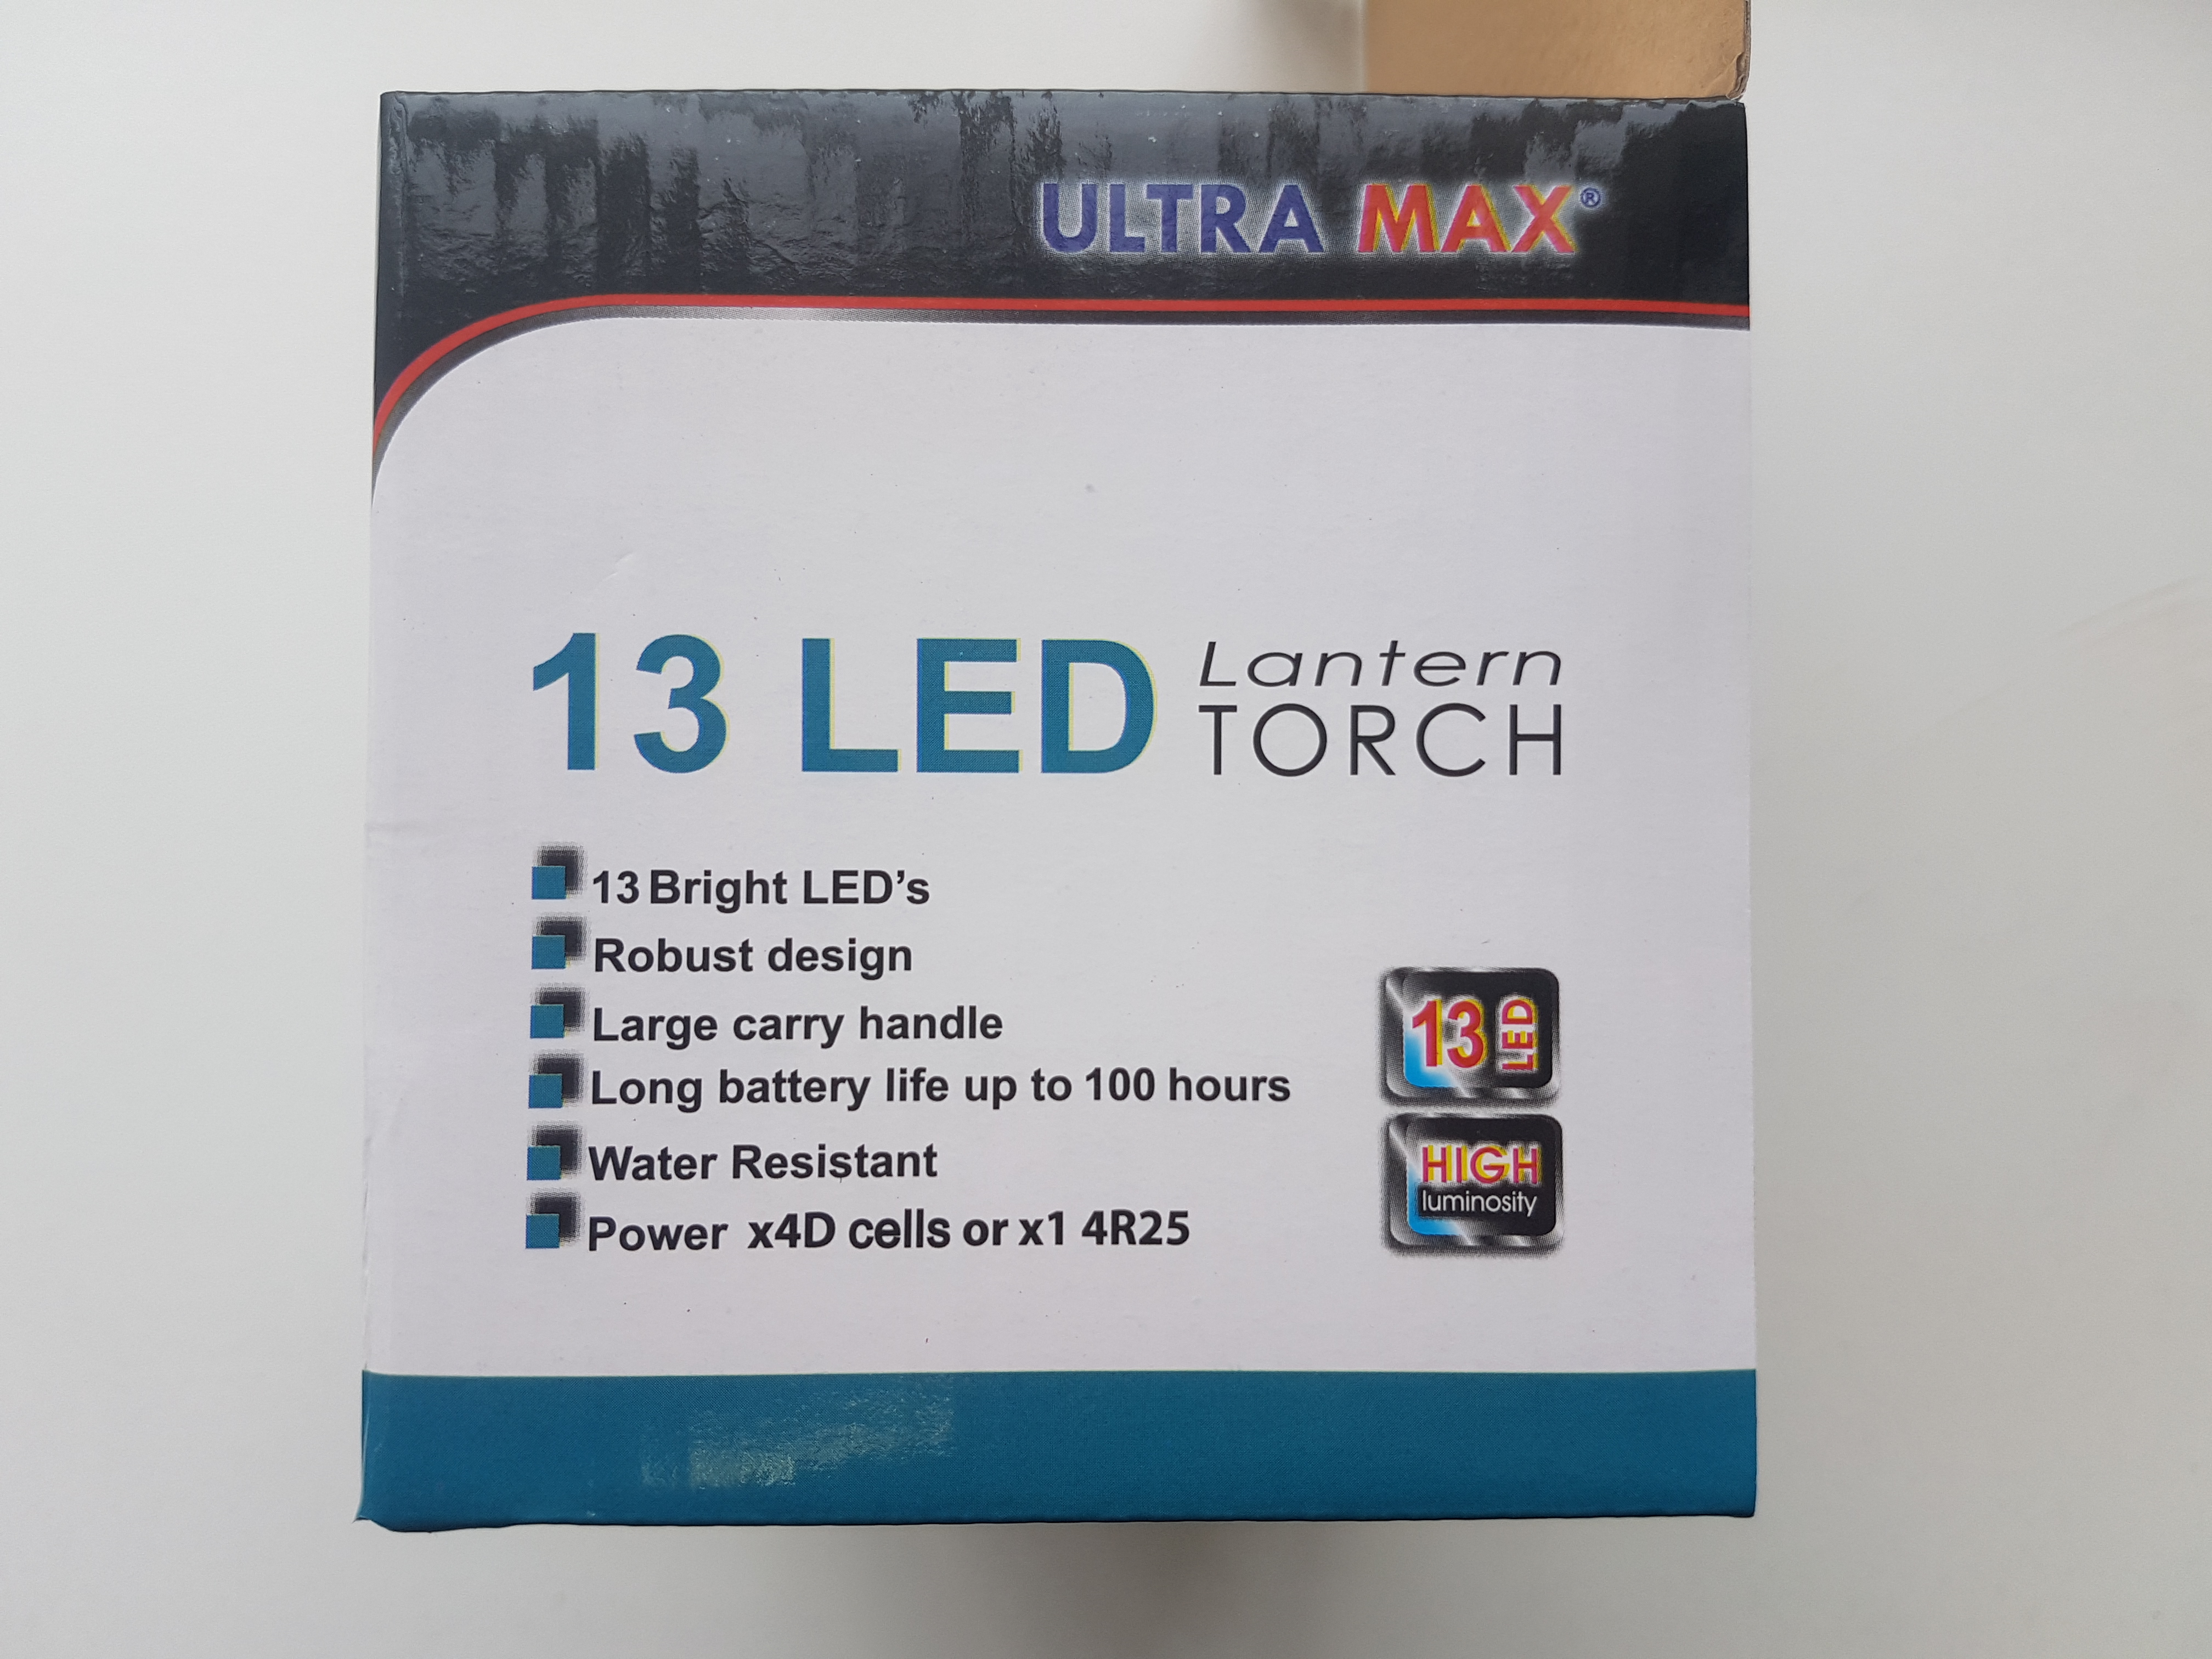 ULTRA MAX®
13 LED Lantern
TORCH
13 Bright LED’s
Robust design
Large carry handle
Long battery life up to 100 hours
Water Resistant
Power x4D cells or x1 4R25
13 LED
HIGH
luminosity